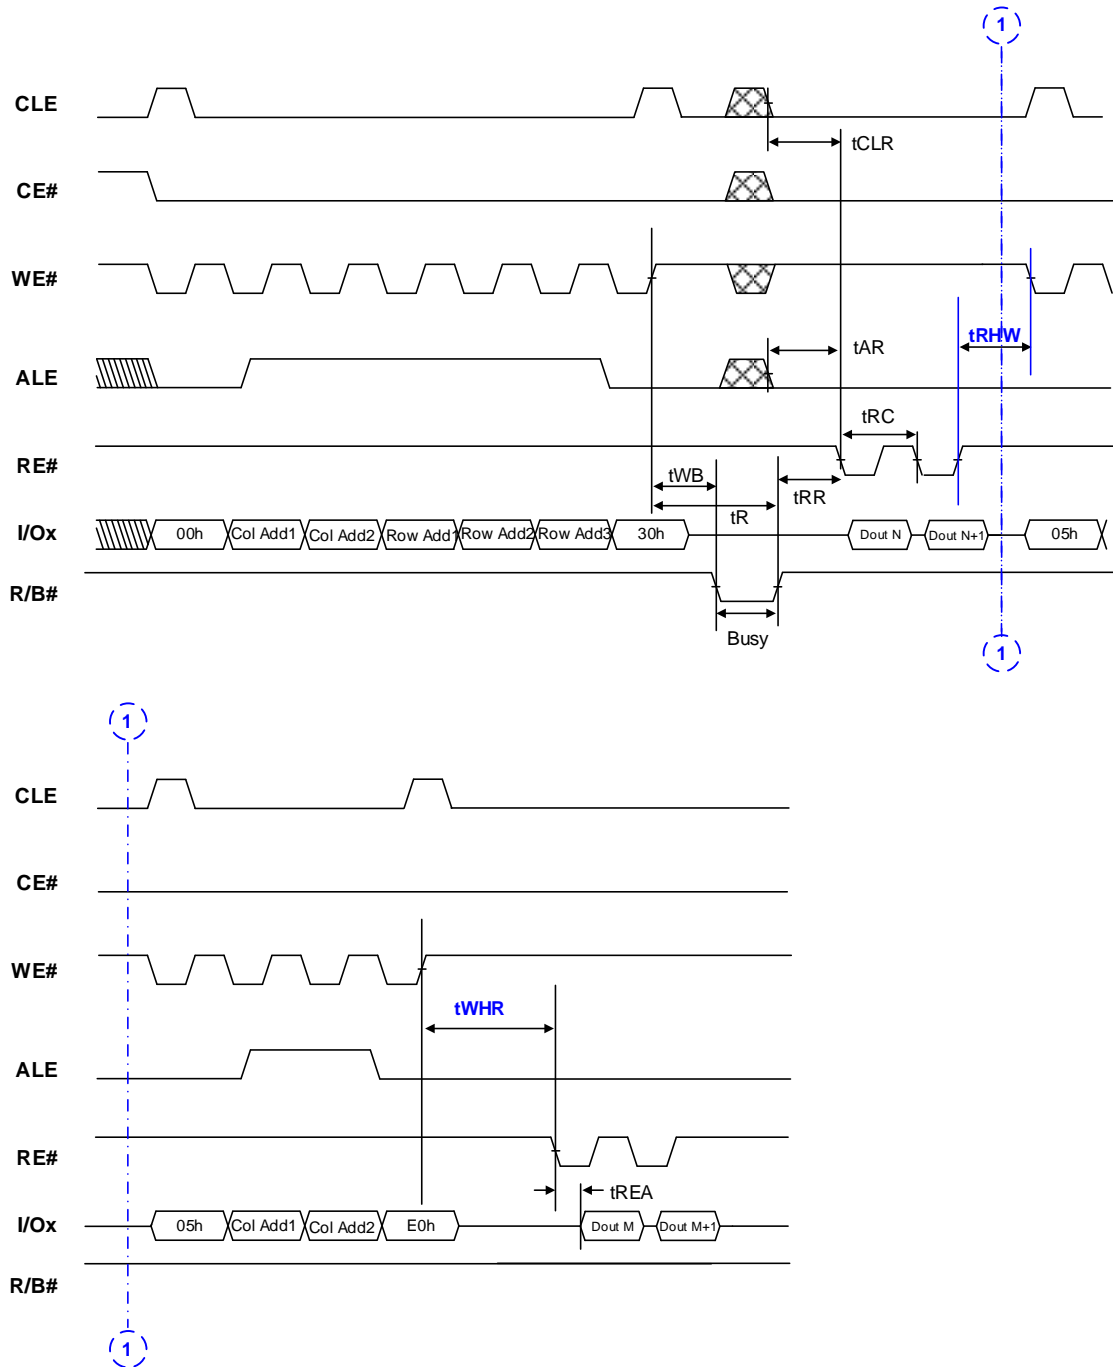 1
CLE
tCLR
CE#
WE#
tRHW
tAR
ALE
tRC
RE#
tWB
tRR
tR
I/Ox 00h Col Add1 Col Add2 Row Add1 Row Add2 Row Add3 30h Dout N Dout N+1 05h
R/B#
Busy
1
1
CLE
CE#
WE#
tWHR
ALE
RE#
tREA
I/Ox 05h Col Add1 Col Add2 E0h Dout M Dout M+1
R/B#
1